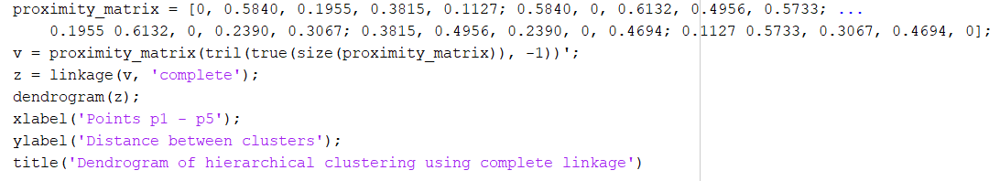 proximity_matrix = [0, 0.5840, 0.1955, 0.3815, 0.1127; 0.5840, 0, 0.6132, 0.4956, 0.5733; ...
0.1955 0.6132, 0, 0.2390, 0.3067; 0.3815, 0.4956, 0.2390, 0, 0.4694; 0.1127 0.5733, 0.3067, 0.4694, 0];
v = proximity_matrix(tril(true(size(proximity_matrix)), -1))';
z = linkage(v, 'complete');
dendrogram(z);
xlabel('Points p1 - p5');
ylabel('Distance between clusters');
title('Dendrogram of hierarchical clustering using complete linkage')